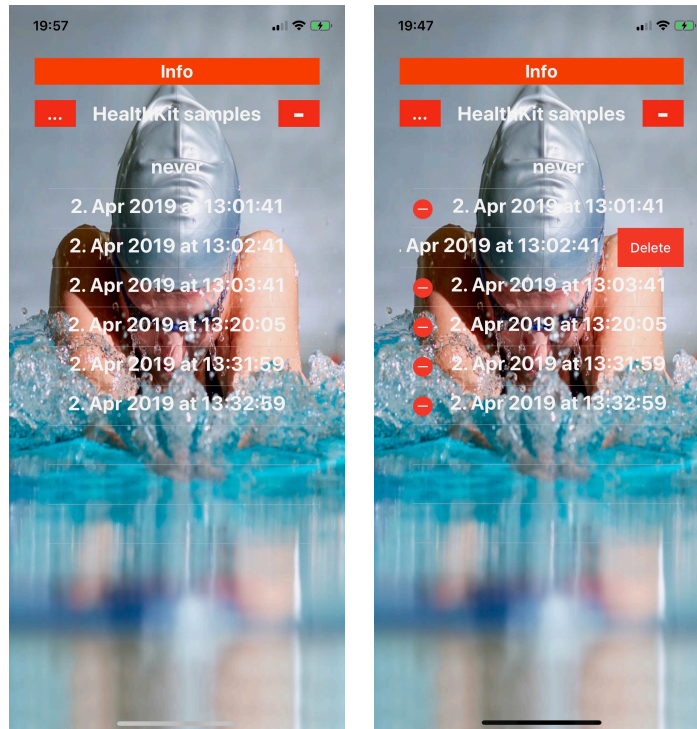 19:57
Info
... HealthKit samples -
never
2. Apr 2019 at 13:01:41
2. Apr 2019 at 13:02:41
2. Apr 2019 at 13:03:41
2. Apr 2019 at 13:20:05
2. Apr 2019 at 13:31:59
2. Apr 2019 at 13:32:59
19:47
Info
... HealthKit samples -
never
2. Apr 2019 at 13:01:41
. Apr 2019 at 13:02:41 Delete
2. Apr 2019 at 13:03:41
2. Apr 2019 at 13:20:05
2. Apr 2019 at 13:31:59
2. Apr 2019 at 13:32:59